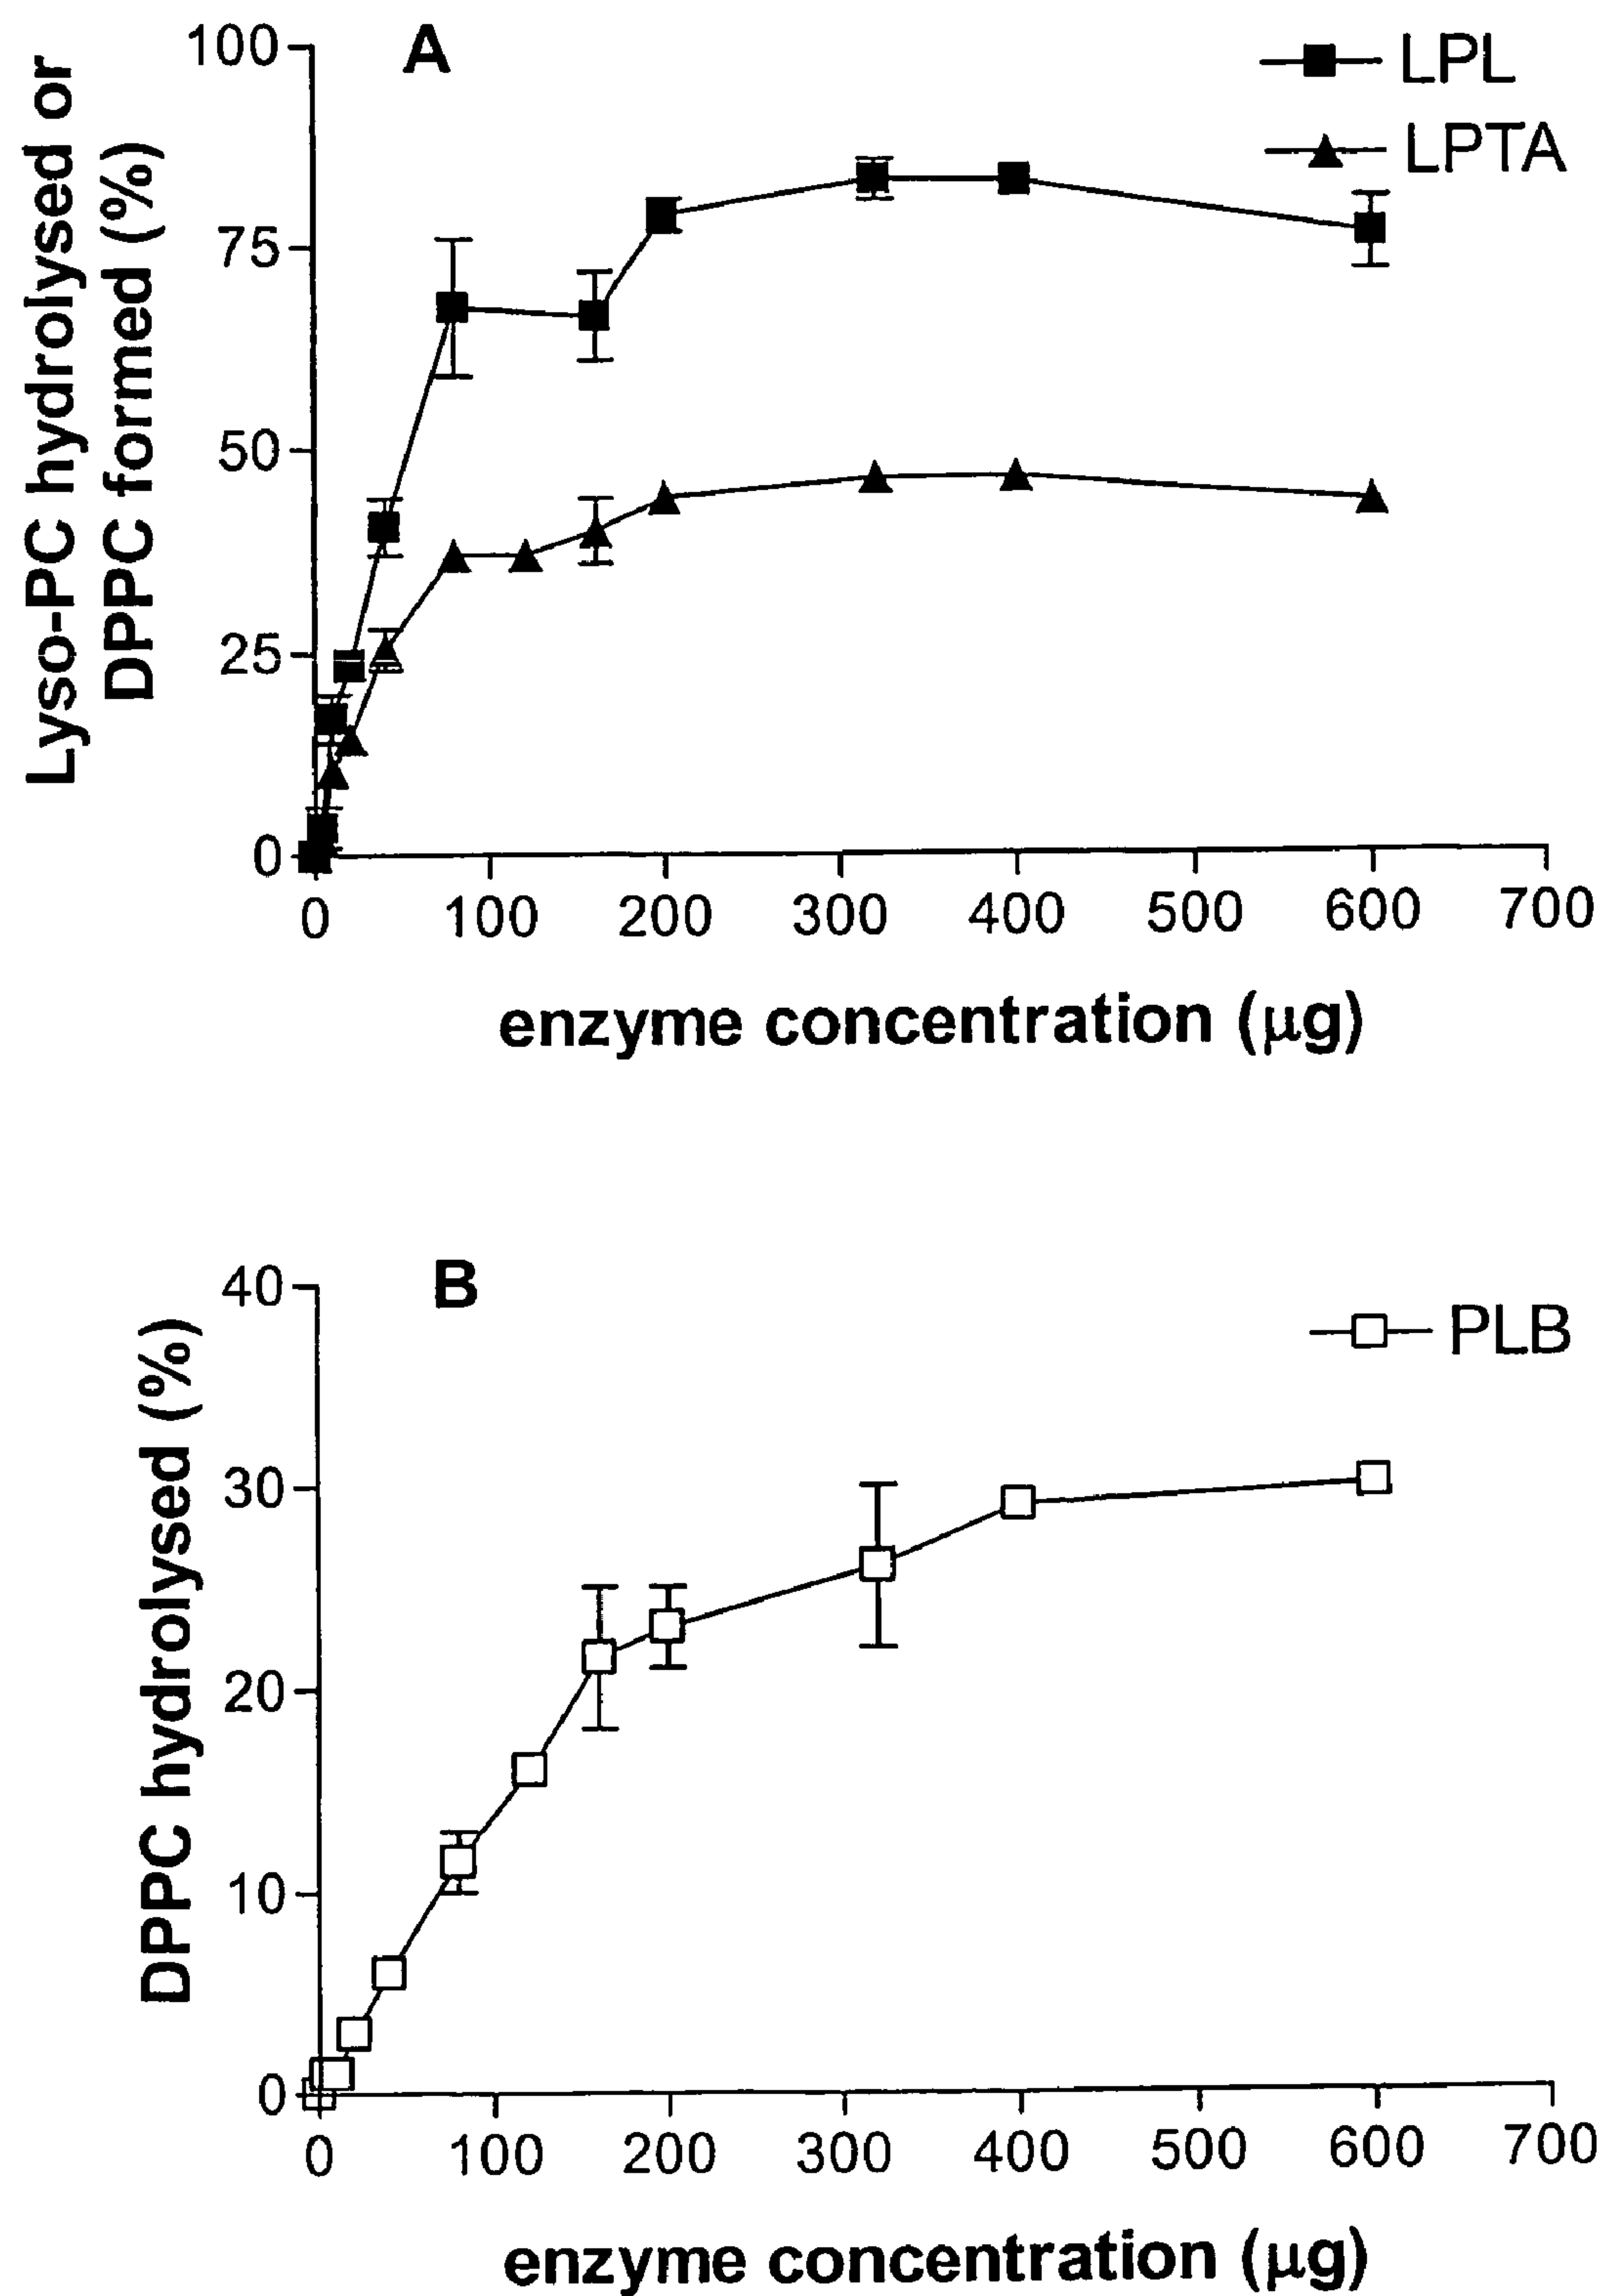 A
LPL
LPTA
Lyso-PC hydrolysed or
DPPC formed (%)
100
75
50
25
0
0 100 200 300 400 500 600 700
enzyme concentration (μg)
B
PLB
DPPC hydrolysed (%)
40
30
20
10
0
0 100 200 300 400 500 600 700
enzyme concentration (μg)